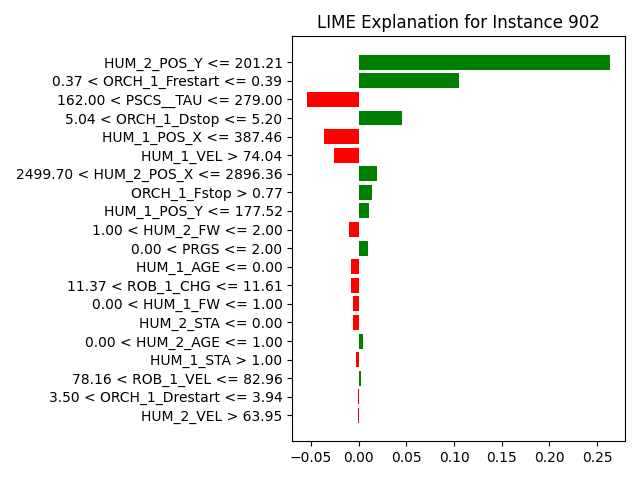 LIME Explanation for Instance 902
HUM_2_POS_Y <= 201.21
0.37 < ORCH_1_Frestart <= 0.39
162.00 < PSCS__TAU <= 279.00
5.04 < ORCH_1_Dstop <= 5.20
HUM_1_POS_X <= 387.46
HUM_1_VEL > 74.04
2499.70 < HUM_2_POS_X <= 2896.36
ORCH_1_Fstop > 0.77
HUM_1_POS_Y <= 177.52
1.00 < HUM_2_FW <= 2.00
0.00 < PRGS <= 2.00
HUM_1_AGE <= 0.00
11.37 < ROB_1_CHG <= 11.61
0.00 < HUM_1_FW <= 1.00
HUM_2_STA <= 0.00
0.00 < HUM_2_AGE <= 1.00
HUM_1_STA > 1.00
78.16 < ROB_1_VEL <= 82.96
3.50 < ORCH_1_Drestart <= 3.94
HUM_2_VEL > 63.95
−0.05 0.00 0.05 0.10 0.15 0.20 0.25